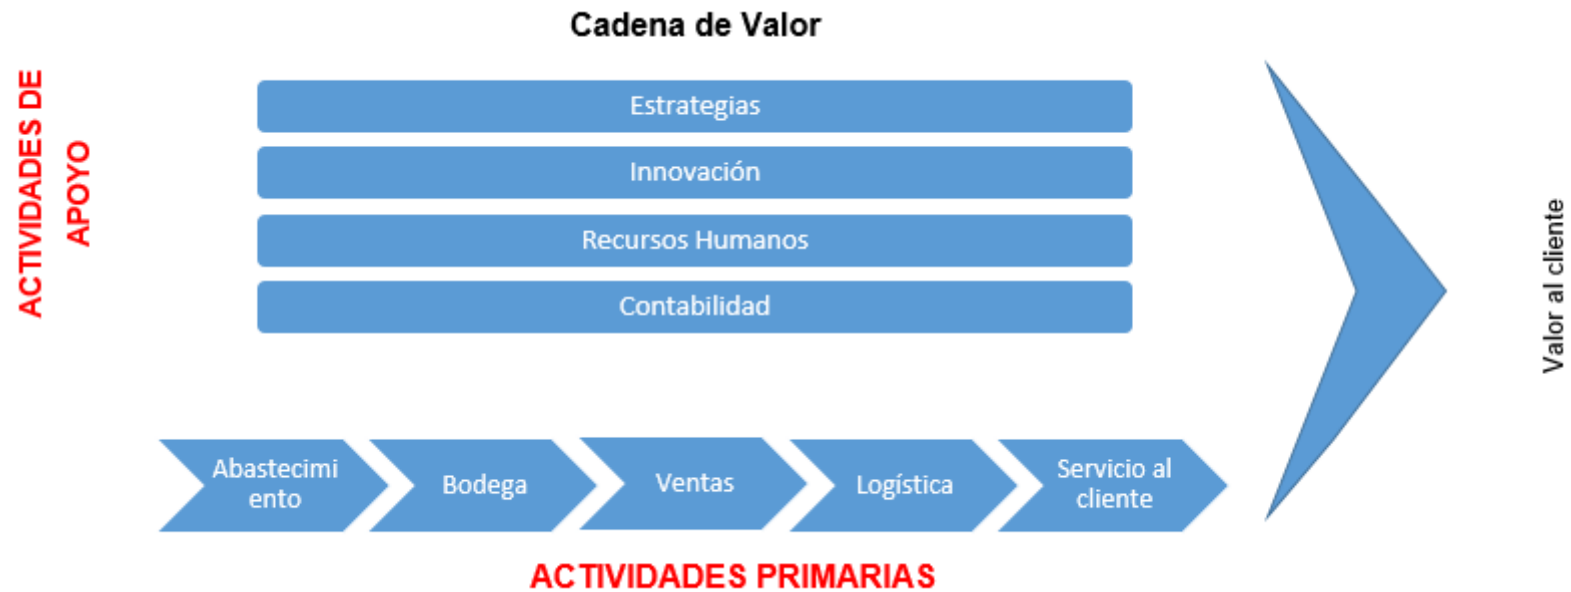 Cadena de Valor
ACTIVIDADES DE
APOYO
Estrategias
Innovación
Recursos Humanos
Contabilidad
Valor al cliente
Abastecimi
ento
Bodega
Ventas
Logística
Servicio al
cliente
ACTIVIDADES PRIMARIAS